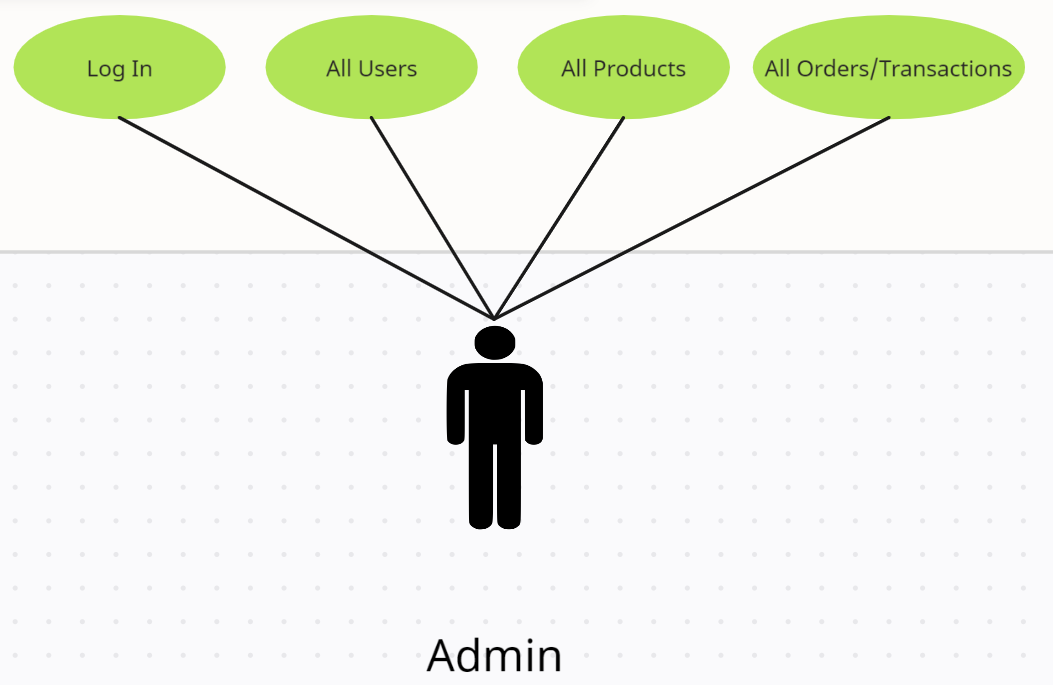 Log In
All Users
All Products
All Orders/Transactions
Admin